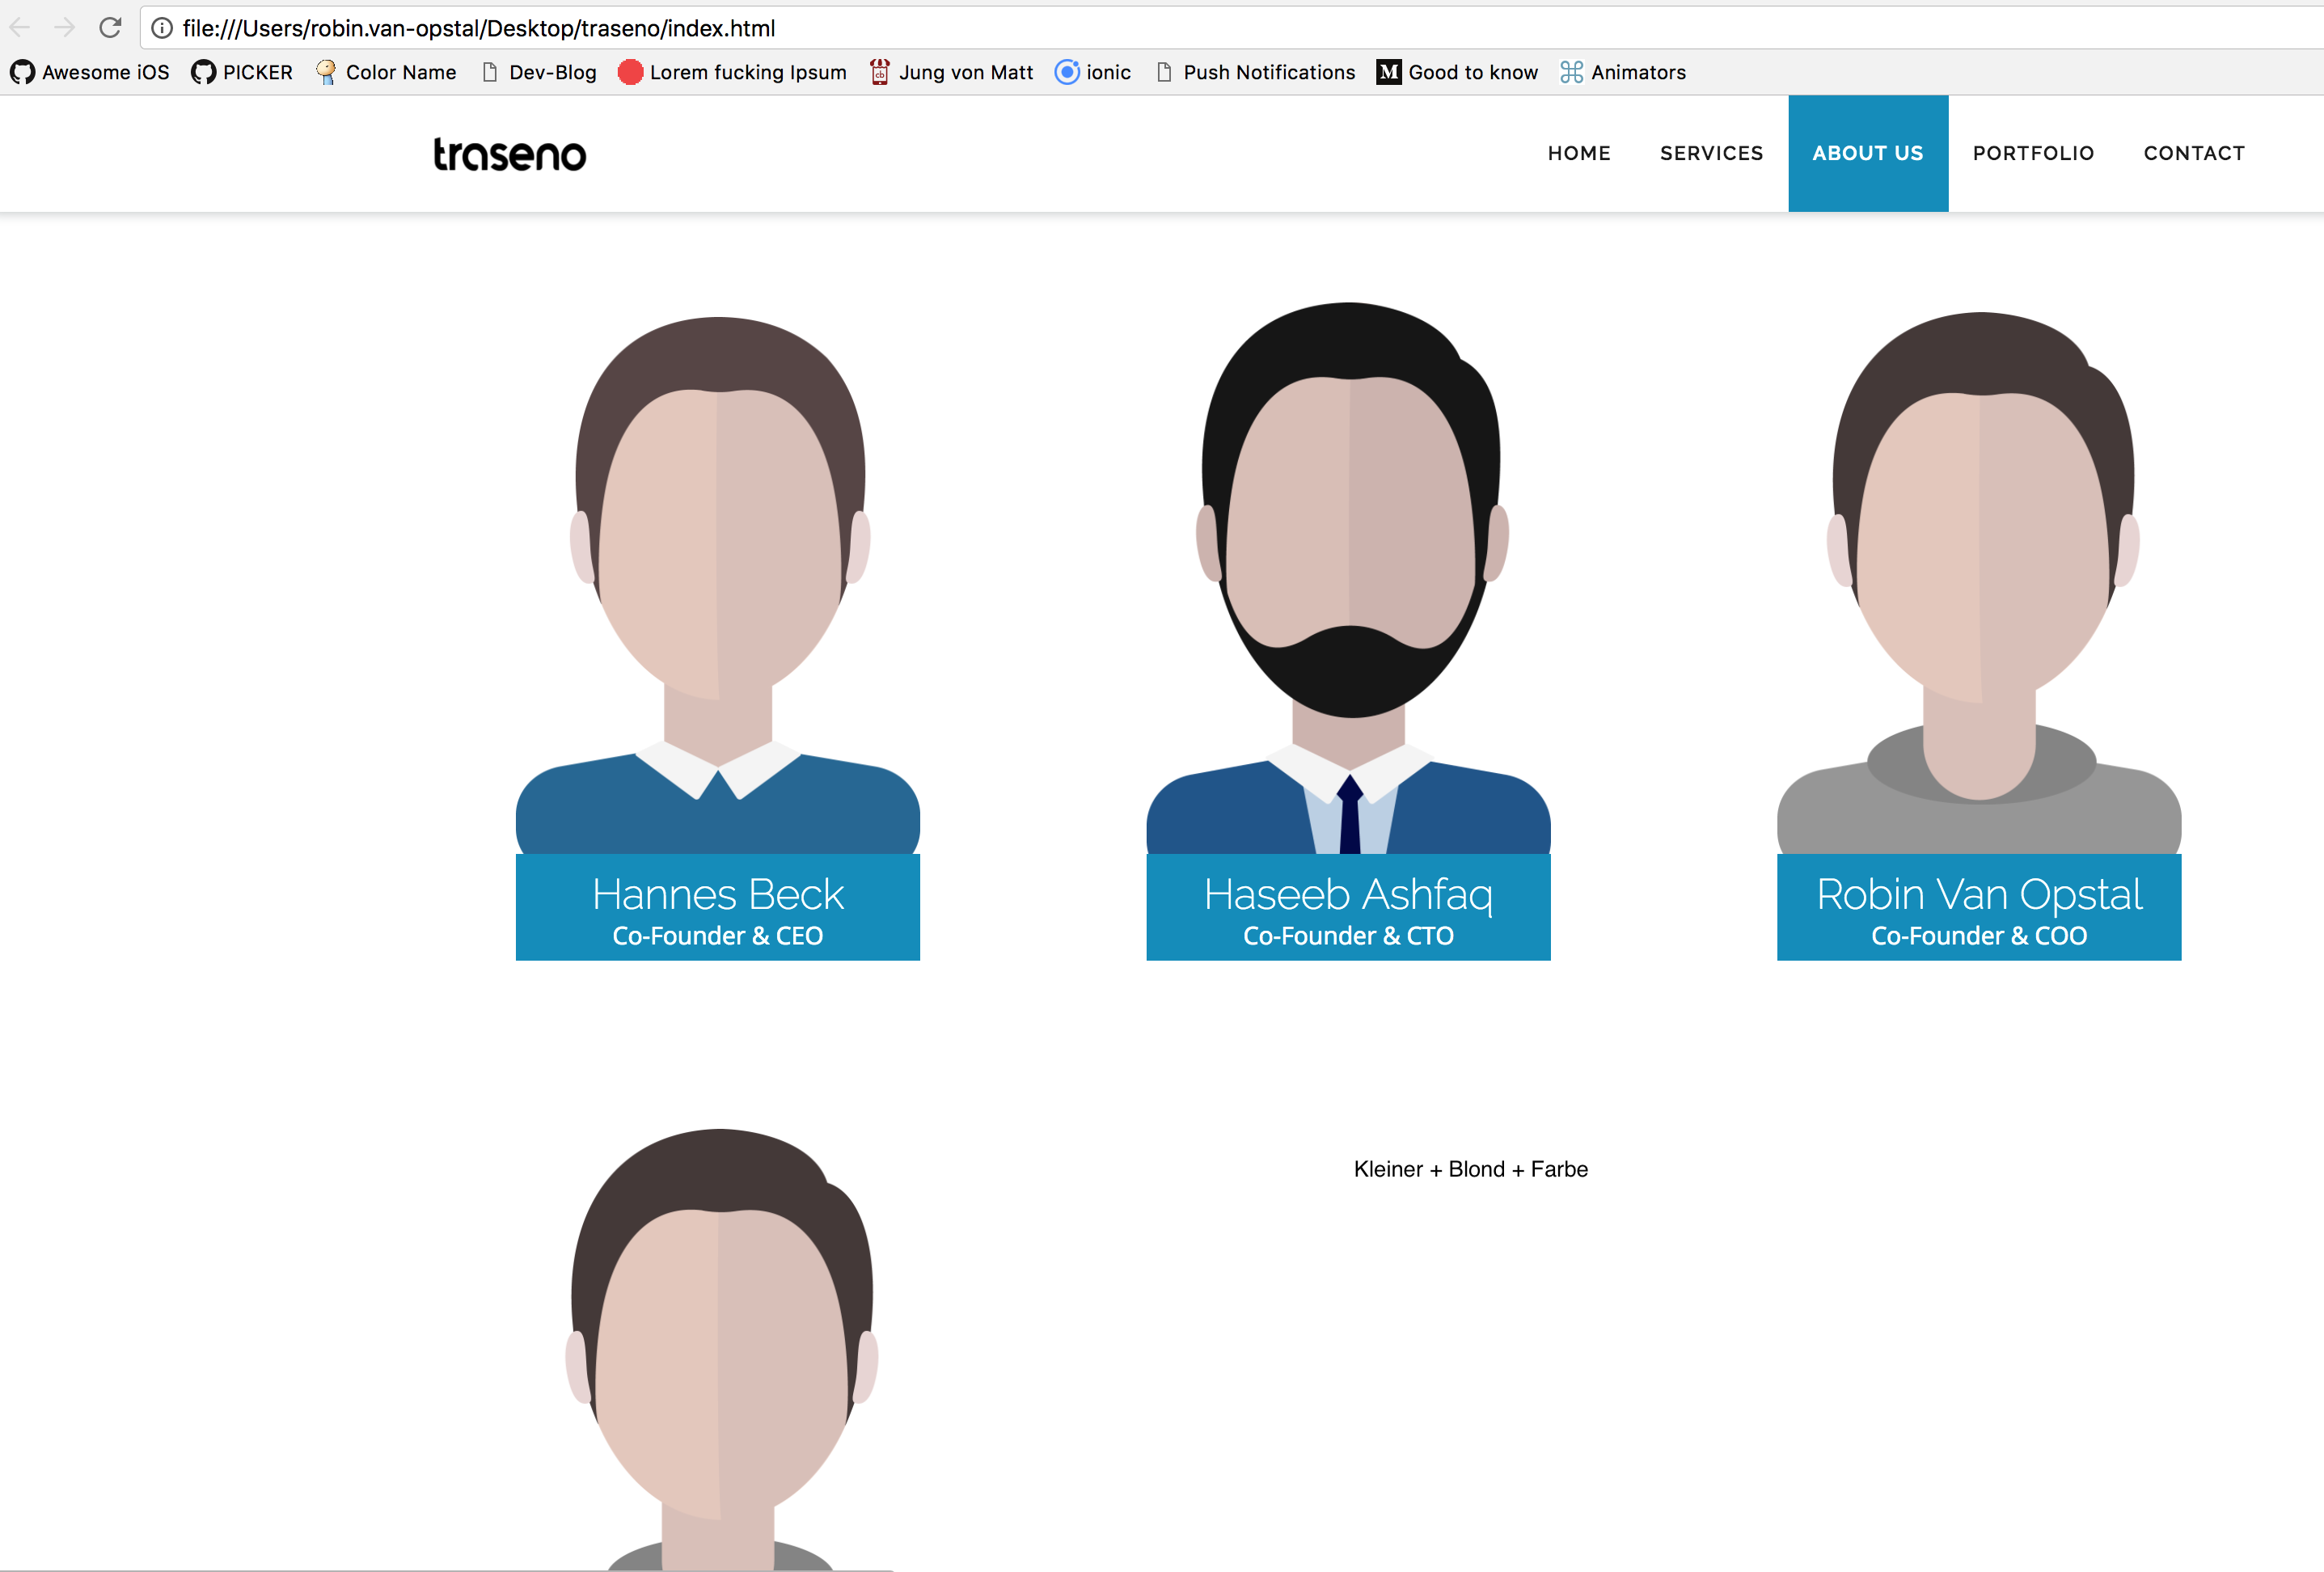 file:///Users/robin.van-opstal/Desktop/traseno/index.html
Awesome iOS PICKER Color Name Dev-Blog Lorem fucking Ipsum cb Jung von Matt ionic Push Notifications M Good to know Animators
traseno HOME SERVICES ABOUT US PORTFOLIO CONTACT
Hannes Beck
Co-Founder & CEO
Haseeb Ashfaq
Co-Founder & CTO
Robin Van Opstal
Co-Founder & COO
Kleiner + Blond + Farbe